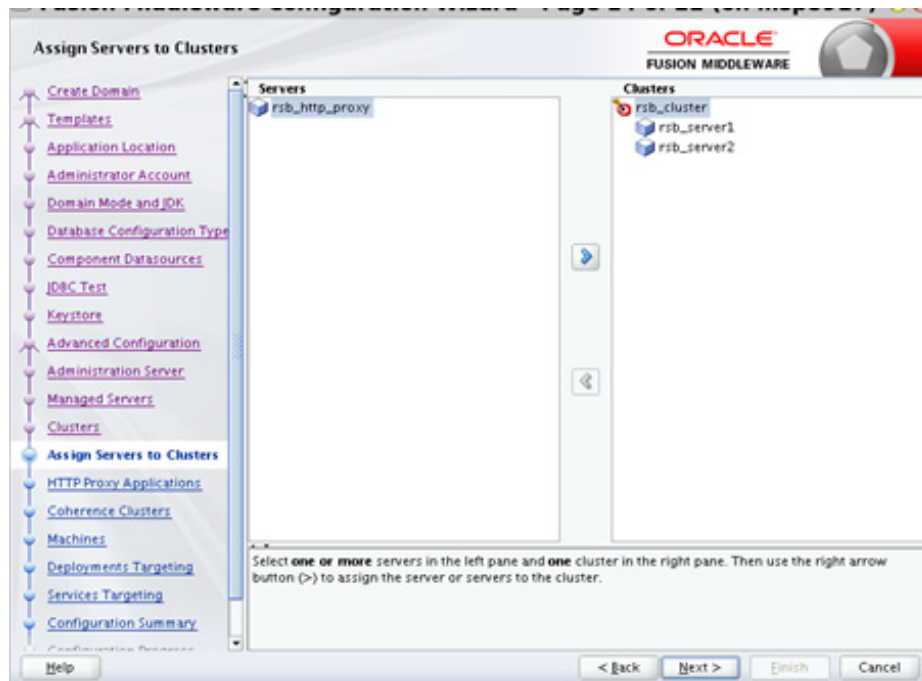 Assign Servers to Clusters
ORACLE
FUSION MIDDLEWARE
Create Domain
Templates
Application Location
Administrator Account
Domain Mode and JDK
Database Configuration Type
Component Datasources
JDBC Test
Keystore
Advanced Configuration
Administration Server
Managed Servers
Clusters
Assign Servers to Clusters
HTTP Proxy Applications
Coherence Clusters
Machines
Deployments Targeting
Services Targeting
Configuration Summary
Servers
rsb_http_proxy
Clusters
rsb_cluster
rsb_server1
rsb_server2
Select one or more servers in the left pane and one cluster in the right pane. Then use the right arrow
button (>) to assign the server or servers to the cluster.
Help
< Back
Next >
Finish
Cancel